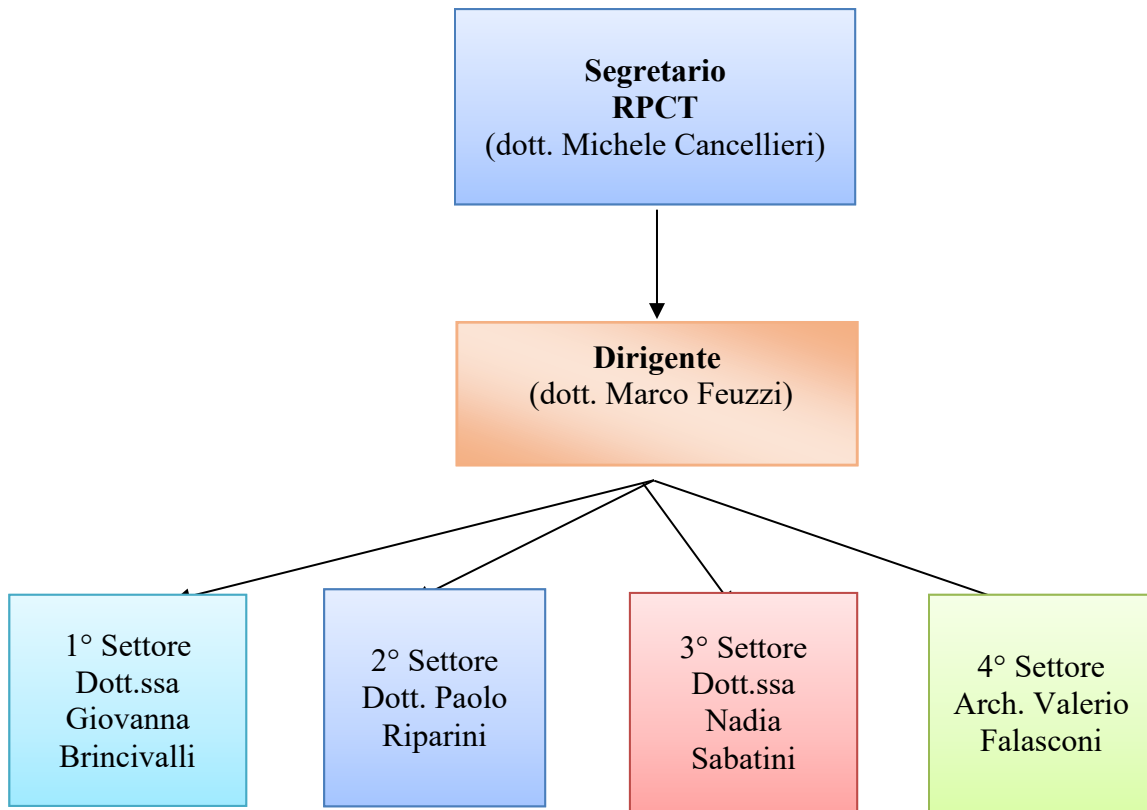 Segretario
RPCT
(dott. Michele Cancellieri)
Dirigente
(dott. Marco Feuzzi)
1° Settore
Dott.ssa
Giovanna
Brincivalli
2° Settore
Dott. Paolo
Riparini
3° Settore
Dott.ssa
Nadia
Sabatini
4° Settore
Arch. Valerio
Falasconi